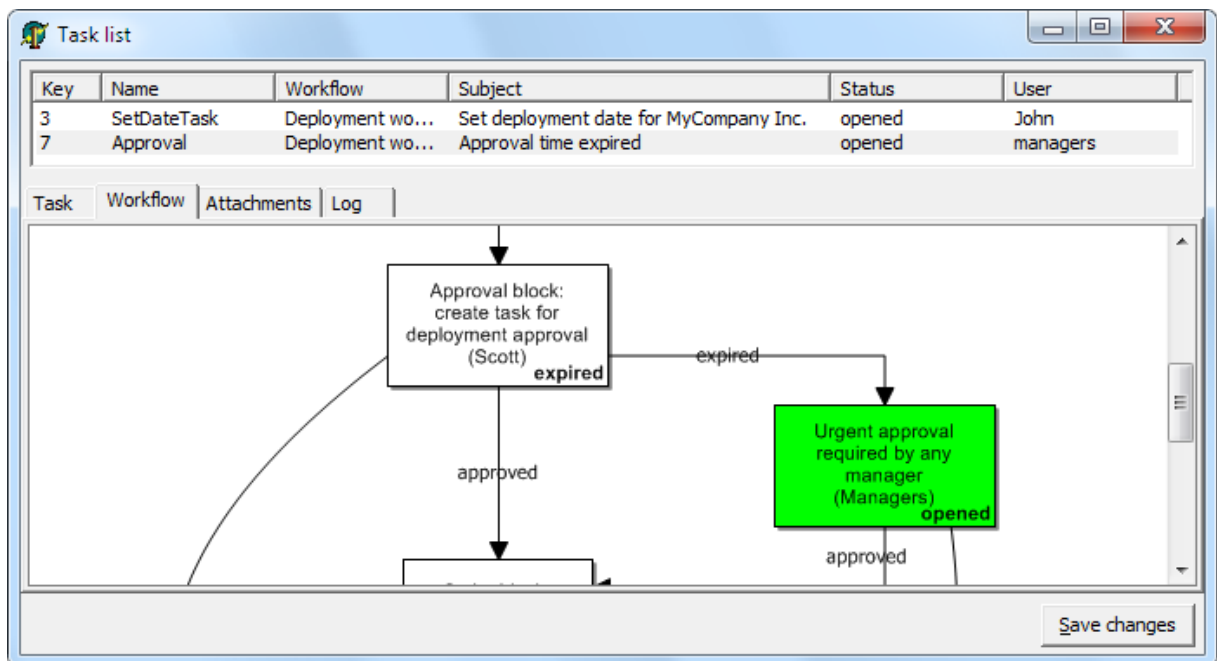 Task list
Key Name Workflow Subject Status User
3 SetDateTask Deployment wo... Set deployment date for MyCompany Inc. opened John
7 Approval Deployment wo... Approval time expired opened managers
Task Workflow Attachments Log
Approval block:
create task for
deployment approval
(Scott)
expired
expired
Urgent approval
required by any
manager
(Managers)
opened
approved
approved
Save changes